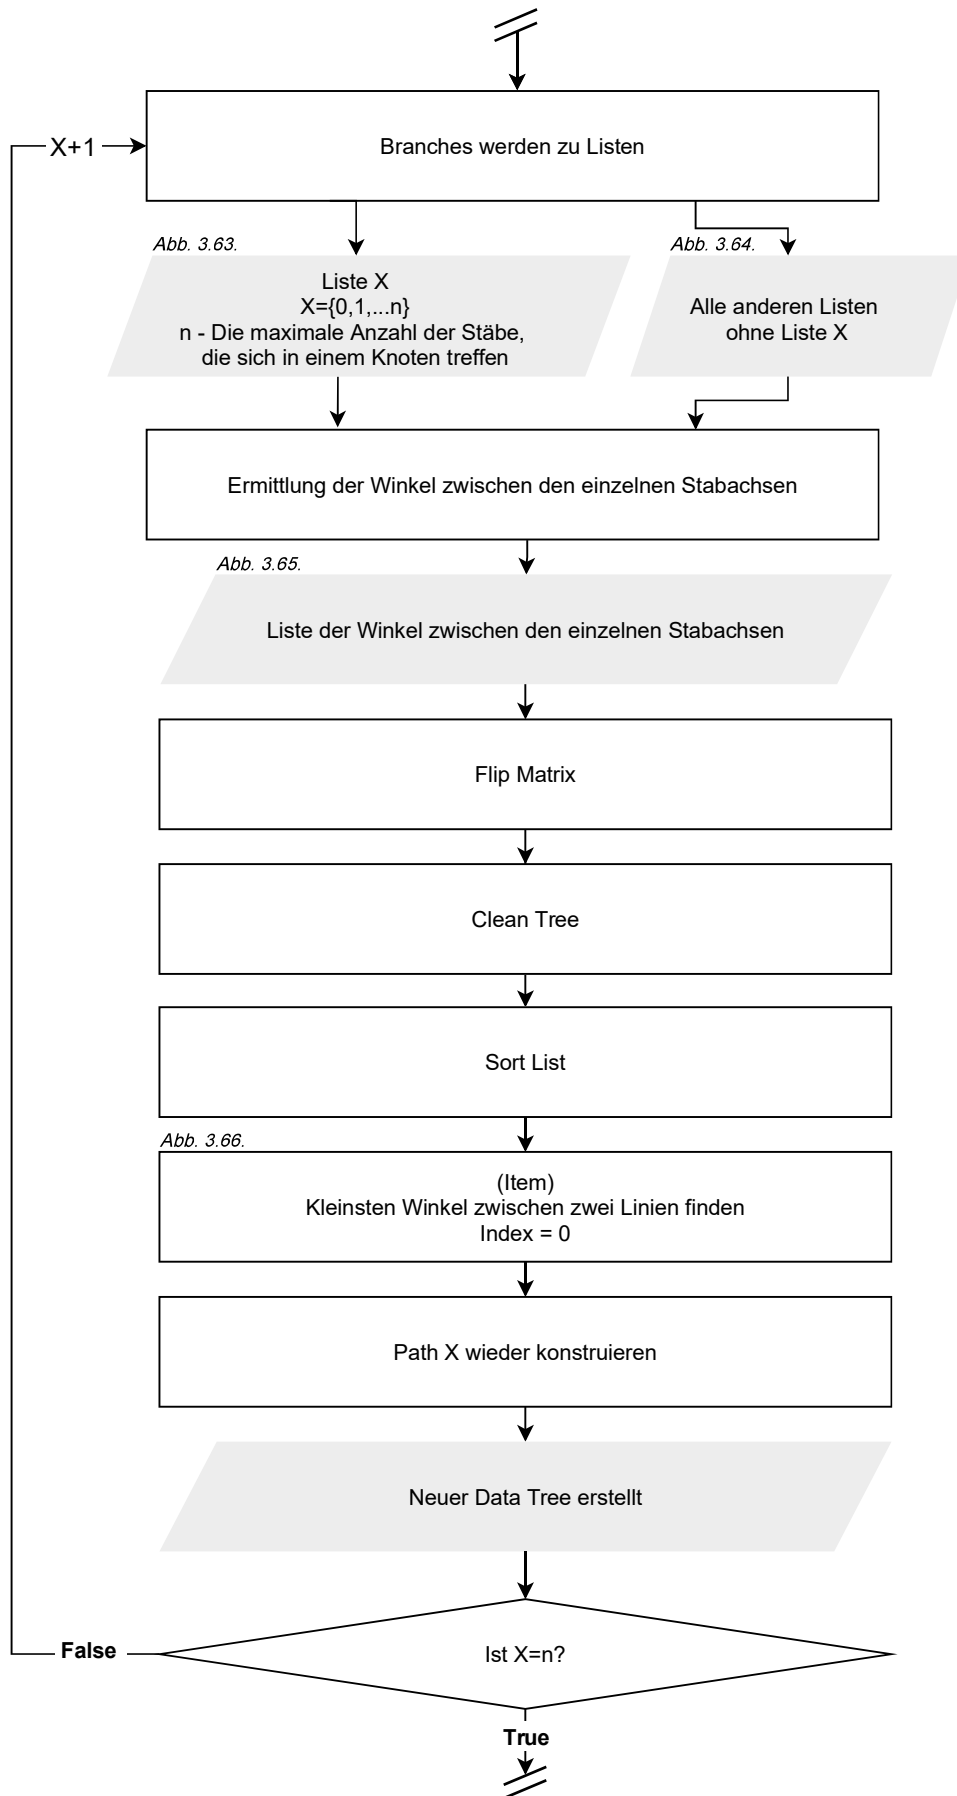 Branches werden zu Listen
X+1
Abb. 3.63.
Liste X
X={0,1,...n}
n - Die maximale Anzahl der Stäbe,
die sich in einem Knoten treffen
Abb. 3.64.
Alle anderen Listen
ohne Liste X
Ermittlung der Winkel zwischen den einzelnen Stabachsen
Abb. 3.65.
Liste der Winkel zwischen den einzelnen Stabachsen
Flip Matrix
Clean Tree
Sort List
Abb. 3.66.
(Item)
Kleinsten Winkel zwischen zwei Linien finden
Index = 0
Path X wieder konstruieren
Neuer Data Tree erstellt
False
Ist X=n?
True